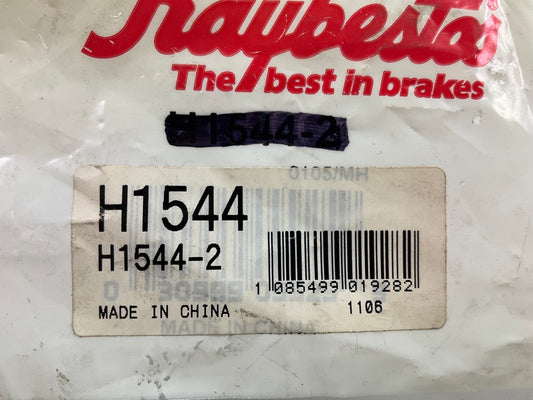 Raybestos
The best in brakes
H1544-2
0105/MH
H1544
H1544-2
1 085499 019282
MADE IN CHINA
1106
MADE IN CHINA